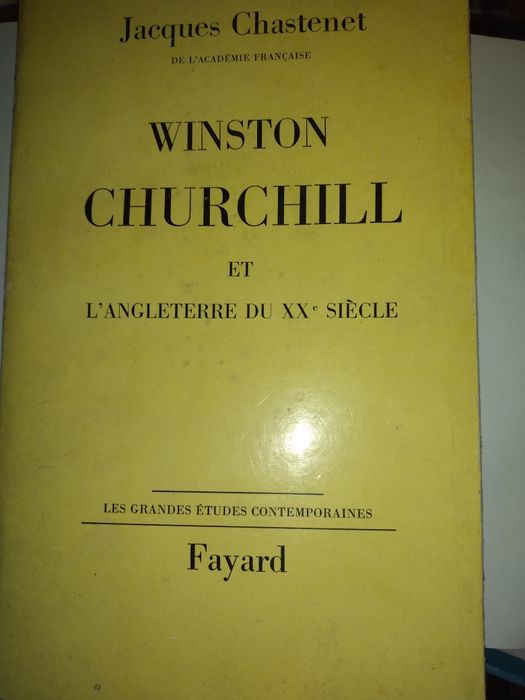 Jacques Chastenet
DE L'ACADÉMIE FRANÇAISE
WINSTON
CHURCHILL
ET
L'ANGLETERRE DU XXe SIÈCLE
LES GRANDES ÉTUDES CONTEMPORAINES
Fayard